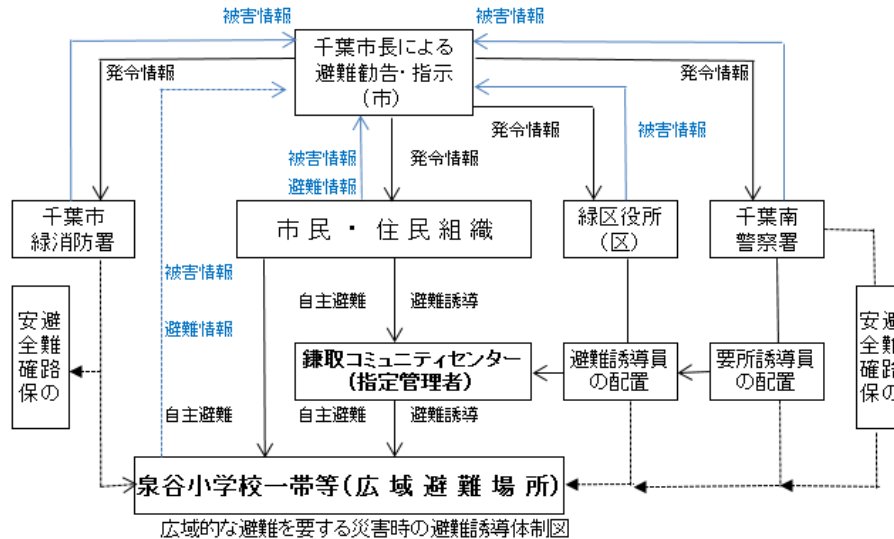 被害情報
被害情報
千葉市長による
避難勧告・指示
(市)
発令情報
発令情報
発令情報
被害情報
被害情報
避難情報
発令情報
千葉市
緑消防署
市民・住民組織
緑区役所
(区)
千葉南
警察署
被害情報
避難情報
自主避難
避難誘導
避難路の
安全確保
鎌取コミュニティセンター
(指定管理者)
避難誘導員
の配置
要所誘導員
の配置
避難路の
安全確保
自主避難
自主避難
避難誘導
泉谷小学校一帯等(広域避難場所)
広域的な避難を要する災害時の避難誘導体制図